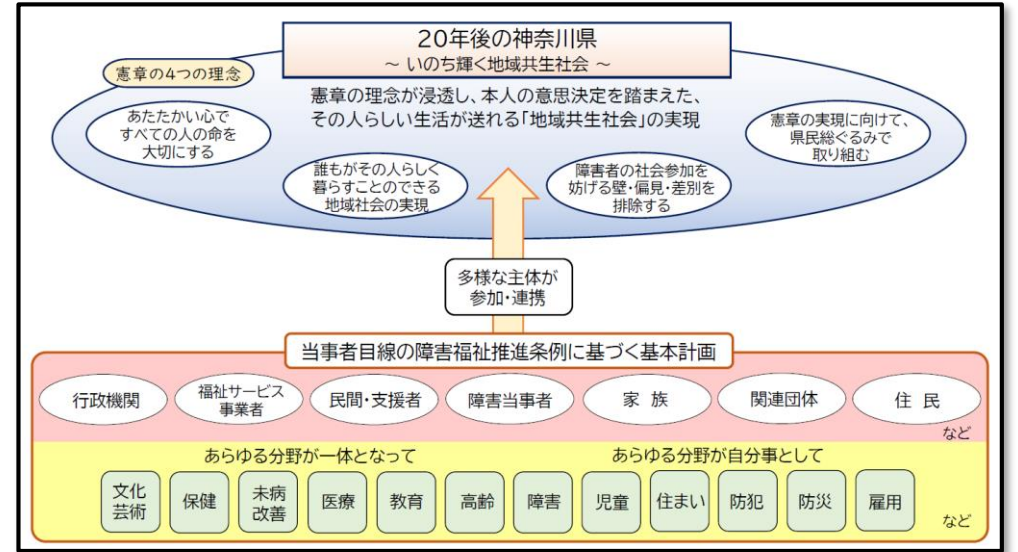 20年後の神奈川県
～ いのち輝く地域共生社会 ～
憲章の4つの理念
憲章の理念が浸透し、本人の意思決定を踏まえた、
その人らしい生活が送れる「地域共生社会」の実現
あたたかい心で
すべての人の命を
大切にする
誰もがその人らしく
暮らすことのできる
地域社会の実現
障害者の社会参加を
妨げる壁・偏見・差別を
排除する
憲章の実現に向けて、
県民総ぐるみで
取り組む
多様な主体が
参加・連携
当事者目線の障害福祉推進条例に基づく基本計画
行政機関
福祉サービス
事業者
民間・支援者
障害当事者
家 族
関連団体
住 民
など
あらゆる分野が一体となって
あらゆる分野が自分事として
文化
芸術
保健
未病
改善
医療
教育
高齢
障害
児童
住まい
防犯
防災
雇用
など